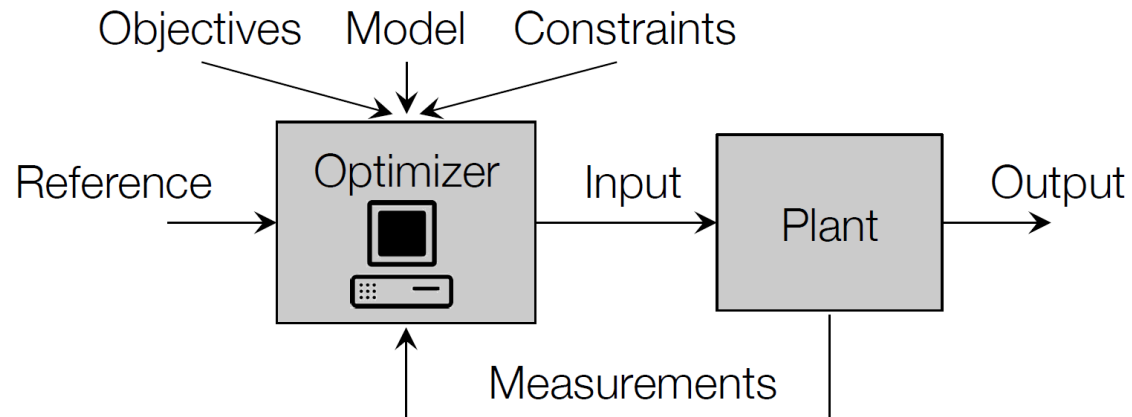 Objectives Model Constraints
Reference Optimizer Input Plant Output
Measurements